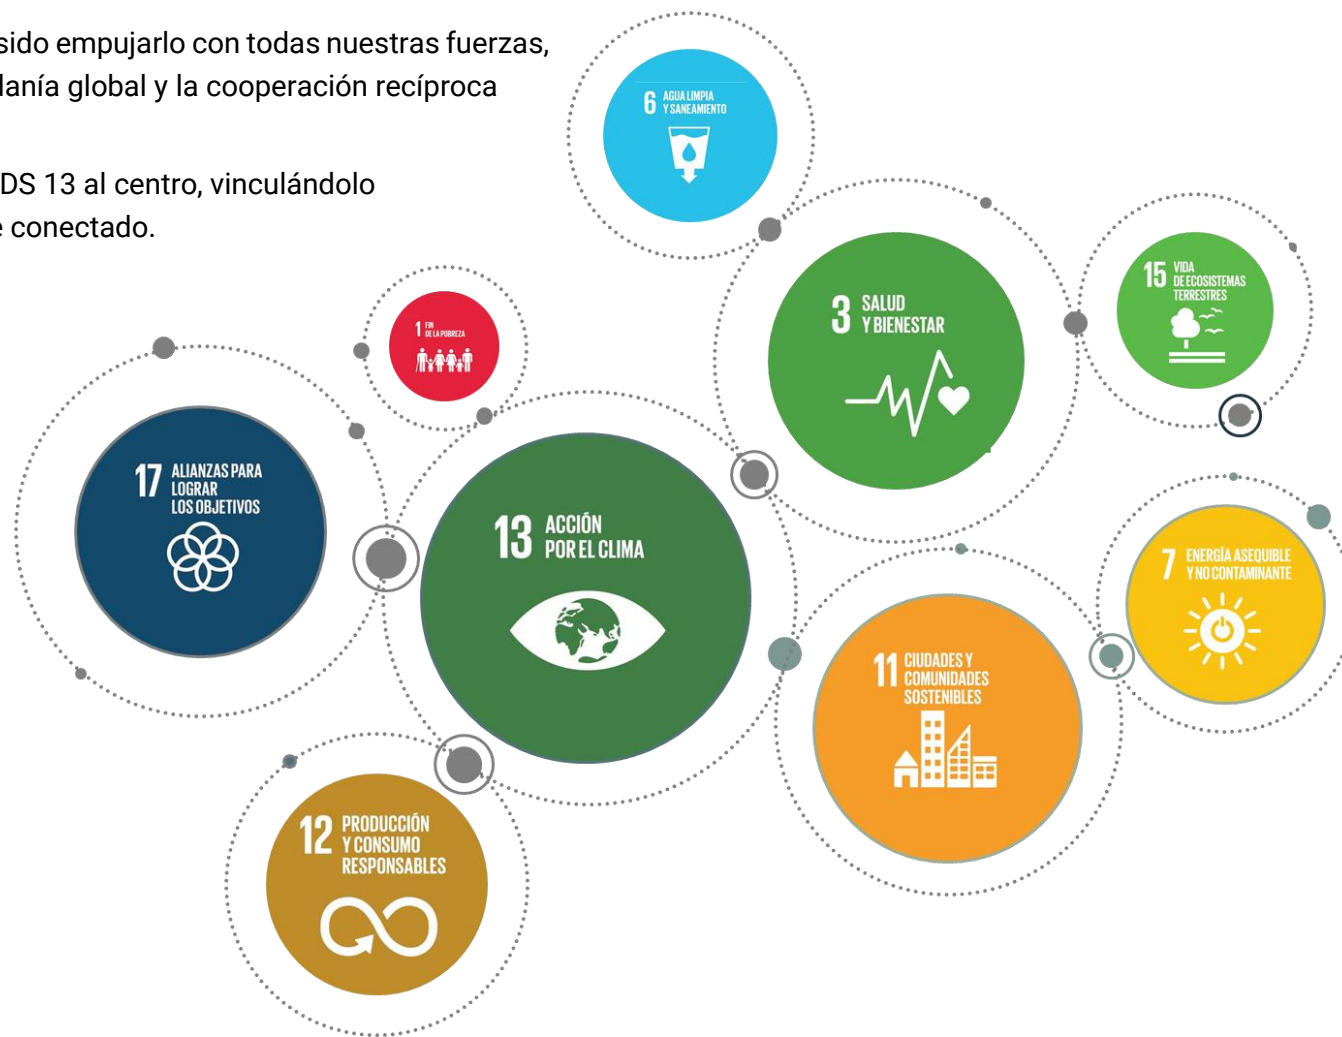 sido empujarlo con todas nuestras fuerzas,
lanía global y la cooperación recíproca
DS 13 al centro, vinculándolo
e conectado.
6 AGUA LIMPIA
Y SANEAMIENTO
3 SALUD
Y BIENESTAR
15 VIDA
DE ECOSISTEMAS
TERRESTRES
1 FIN
DE LA POBREZA
17 ALIANZAS PARA
LOGRAR
LOS OBJETIVOS
13 ACCIÓN
POR EL CLIMA
7 ENERGÍA ASEQUIBLE
Y NO CONTAMINANTE
11 CIUDADES Y
COMUNIDADES
SOSTENIBLES
12 PRODUCCIÓN
Y CONSUMO
RESPONSABLES